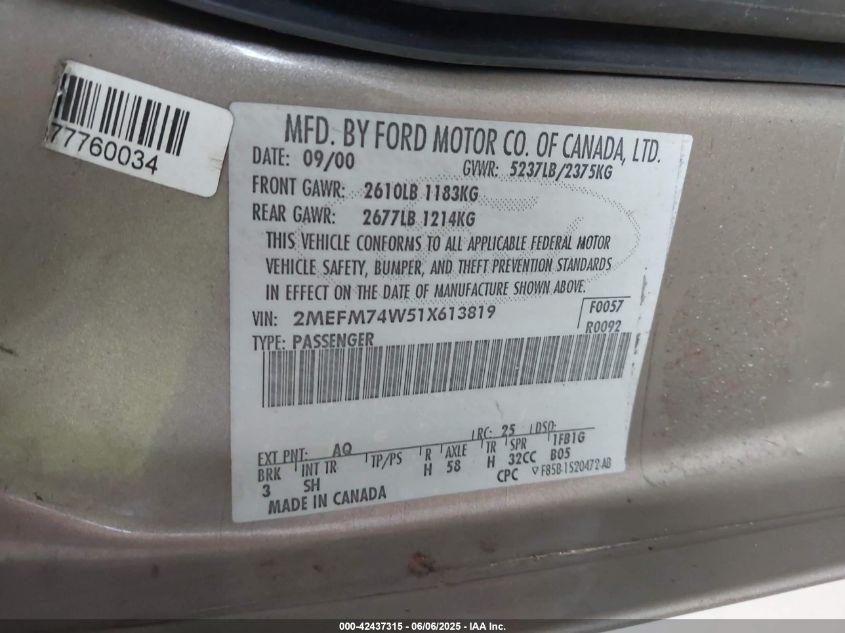 77760034
MFD. BY FORD MOTOR CO. OF CANADA, LTD.
DATE: 09/00 GVWR: 5237LB/2375KG
FRONT GAWR: 2610LB 1183KG
REAR GAWR: 2677LB 1214KG
THIS VEHICLE CONFORMS TO ALL APPLICABLE FEDERAL MOTOR
VEHICLE SAFETY, BUMPER, AND THEFT PREVENTION STANDARDS
IN EFFECT ON THE DATE OF MANUFACTURE SHOWN ABOVE.
VIN: 2MEFM74W51X613819 F0057
TYPE: PASSENGER R0092
EXT PNT: AQ RC: 25 DSO:
BRK INT TR TP/PS R AXLE TR SPR 1FB1G
3 SH H 58 H 32CC B05
MADE IN CANADA CPC F85B-1520472-AB
000-42437315 - 06/06/2025 - IAA Inc.